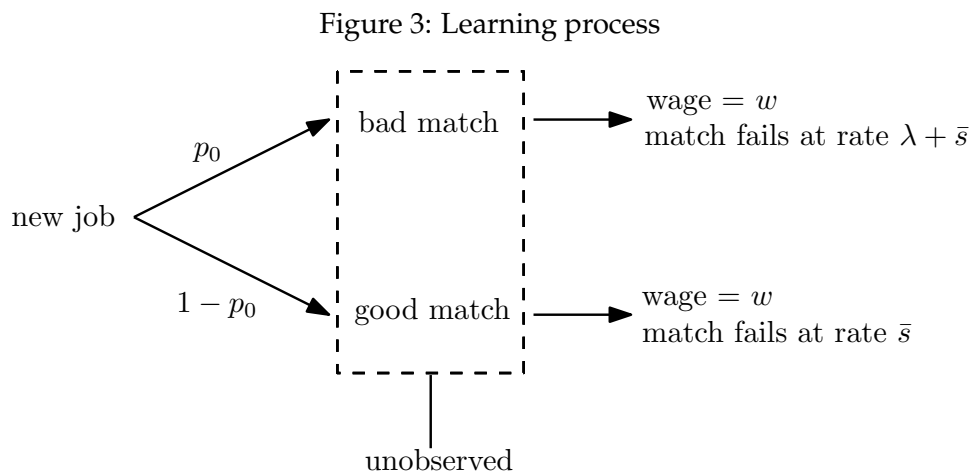 Figure 3: Learning process
wage = w
match fails at rate λ + s̄
bad match
p₀
new job
1 − p₀
good match
wage = w
match fails at rate s̄
unobserved